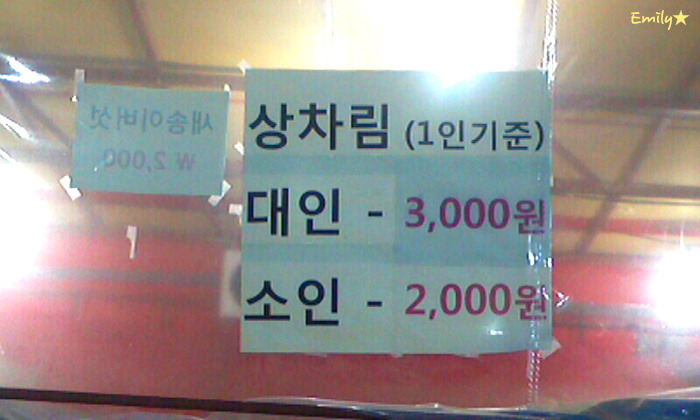 Emily★
상차림 (1인기준)
대인 - 3,000원
소인 - 2,000원
새송이버섯
₩ 2,000